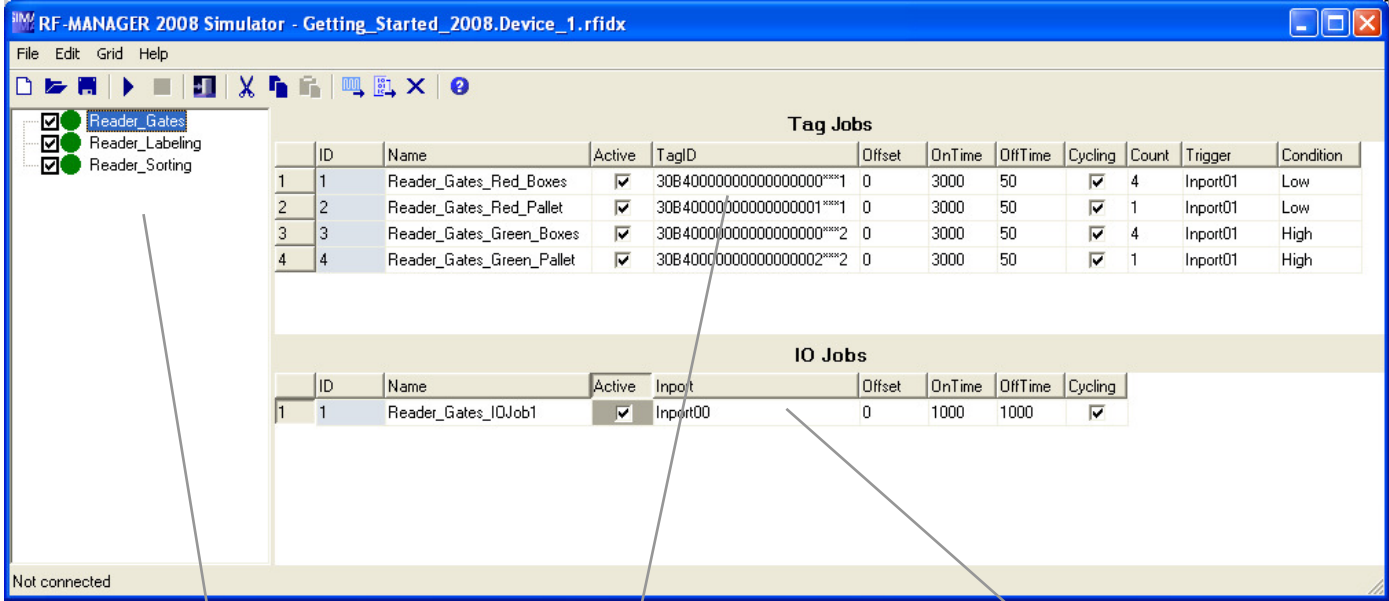 RF-MANAGER 2008 Simulator - Getting_Started_2008.Device_1.rfidx
File Edit Grid Help
Reader_Gates
Reader_Labeling
Reader_Sorting
Tag Jobs
ID Name Active TagID Offset OnTime OffTime Cycling Count Trigger Condition
1 1 Reader_Gates_Red_Boxes 30B40000000000000000***1 0 3000 50 4 Inport01 Low
2 2 Reader_Gates_Red_Pallet 30B40000000000000001***1 0 3000 50 1 Inport01 Low
3 3 Reader_Gates_Green_Boxes 30B40000000000000000***2 0 3000 50 4 Inport01 High
4 4 Reader_Gates_Green_Pallet 30B40000000000000002***2 0 3000 50 1 Inport01 High
IO Jobs
ID Name Active Inport Offset OnTime OffTime Cycling
1 1 Reader_Gates_IOJob1 Inport00 0 1000 1000
Not connected